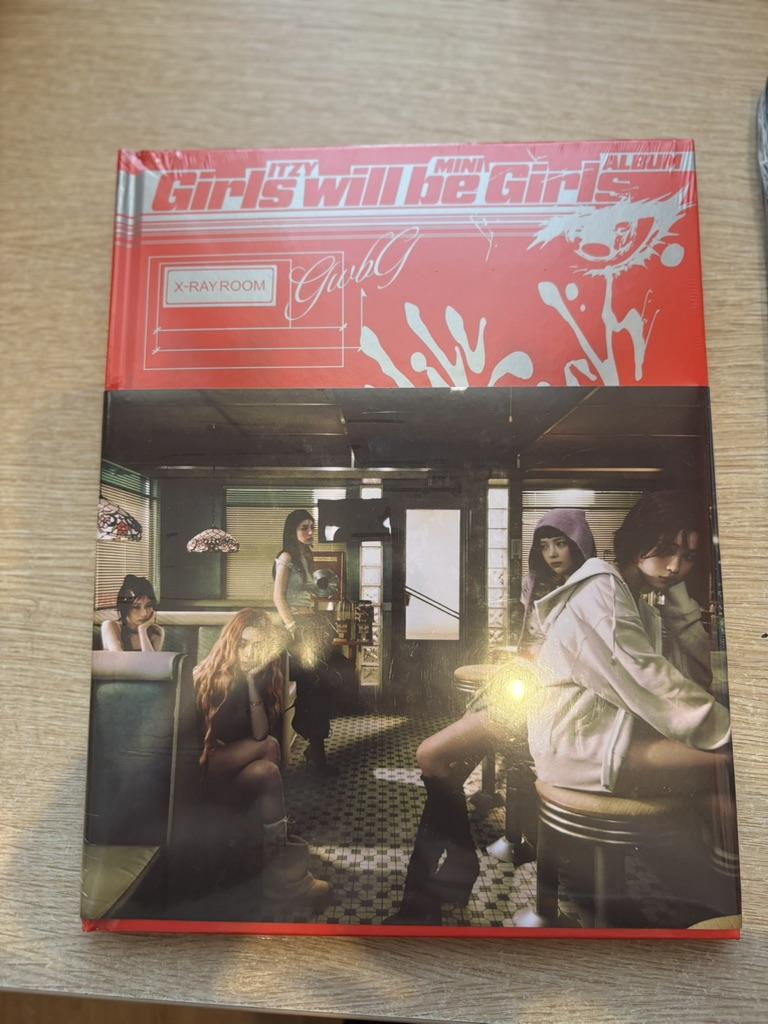 ITZY MINI ALBUM
Girls will be Girls
GwbG
X-RAY ROOM